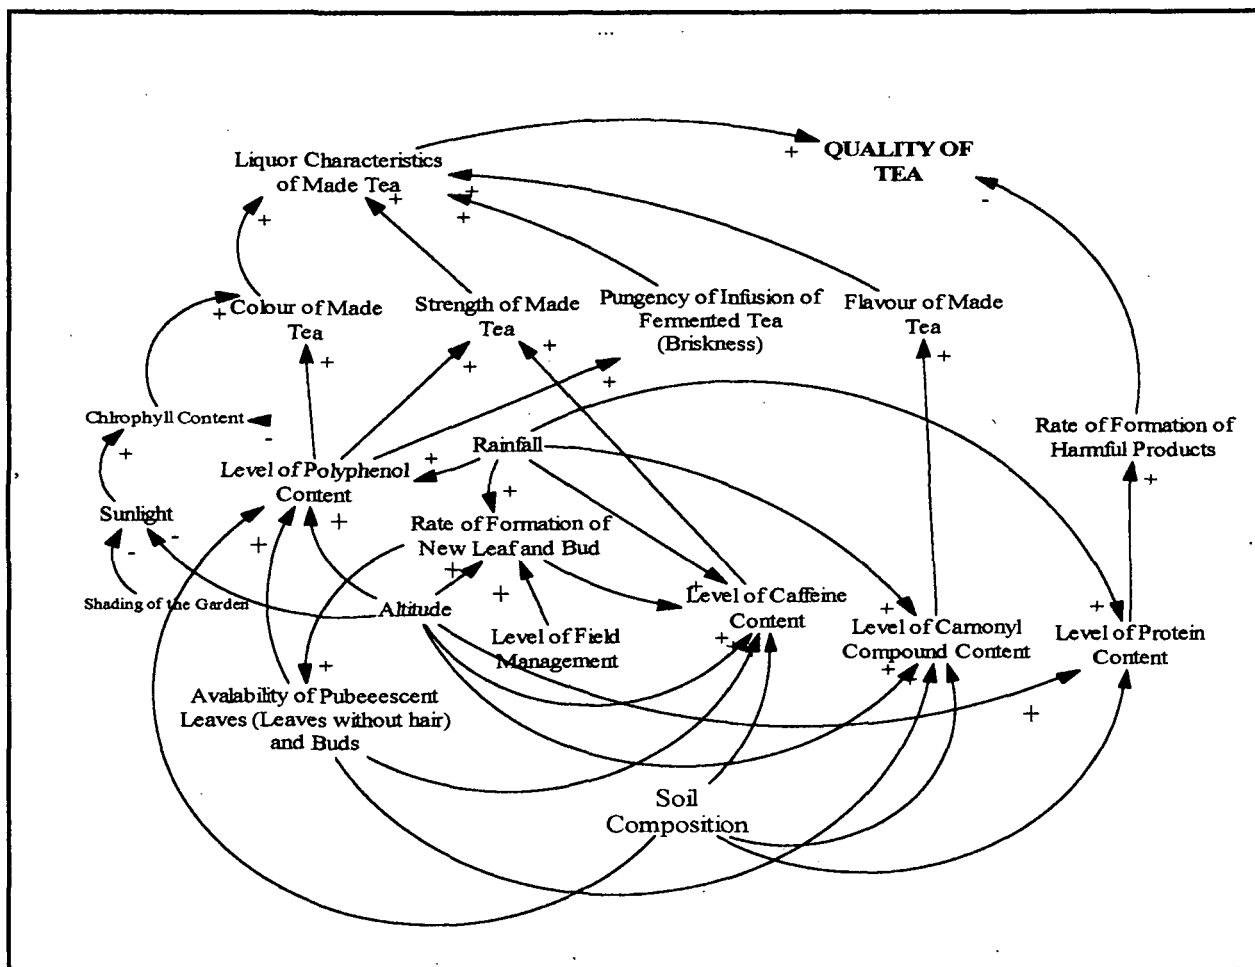 ...
QUALITY OF
TEA
Liquor Characteristics
of Made Tea
+
+
+
+
+
-
Colour of Made
Tea
Strength of Made
Tea
Pungency of Infusion of
Fermented Tea
(Briskness)
Flavour of Made
Tea
+
+
+
+
+
+
Chlrophyll Content
-
Rainfall
Rate of Formation of
Harmful Products
+
+
+
Level of Polyphenol
Content
Sunlight
+
+
+
-
-
Rate of Formation of
New Leaf and Bud
+
+
Shading of the Garden
Altitude
Level of Field
Management
+
Level of Caffeine
Content
+
+
+
Level of Carnonyl
Compound Content
+
+
+
Level of Protein
Content
+
+
Avalability of Pubeeescent
Leaves (Leaves without hair)
and Buds
Soil
Composition